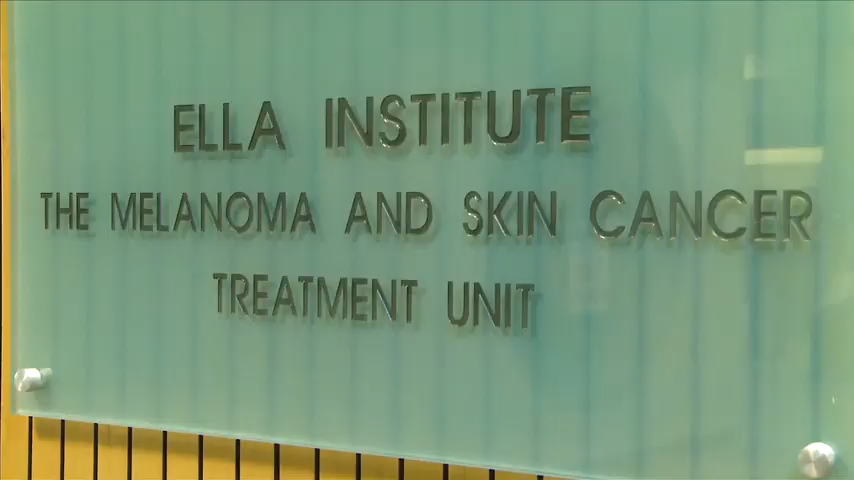 ELLA INSTITUTE
THE MELANOMA AND SKIN CANCER
TREATMENT UNIT